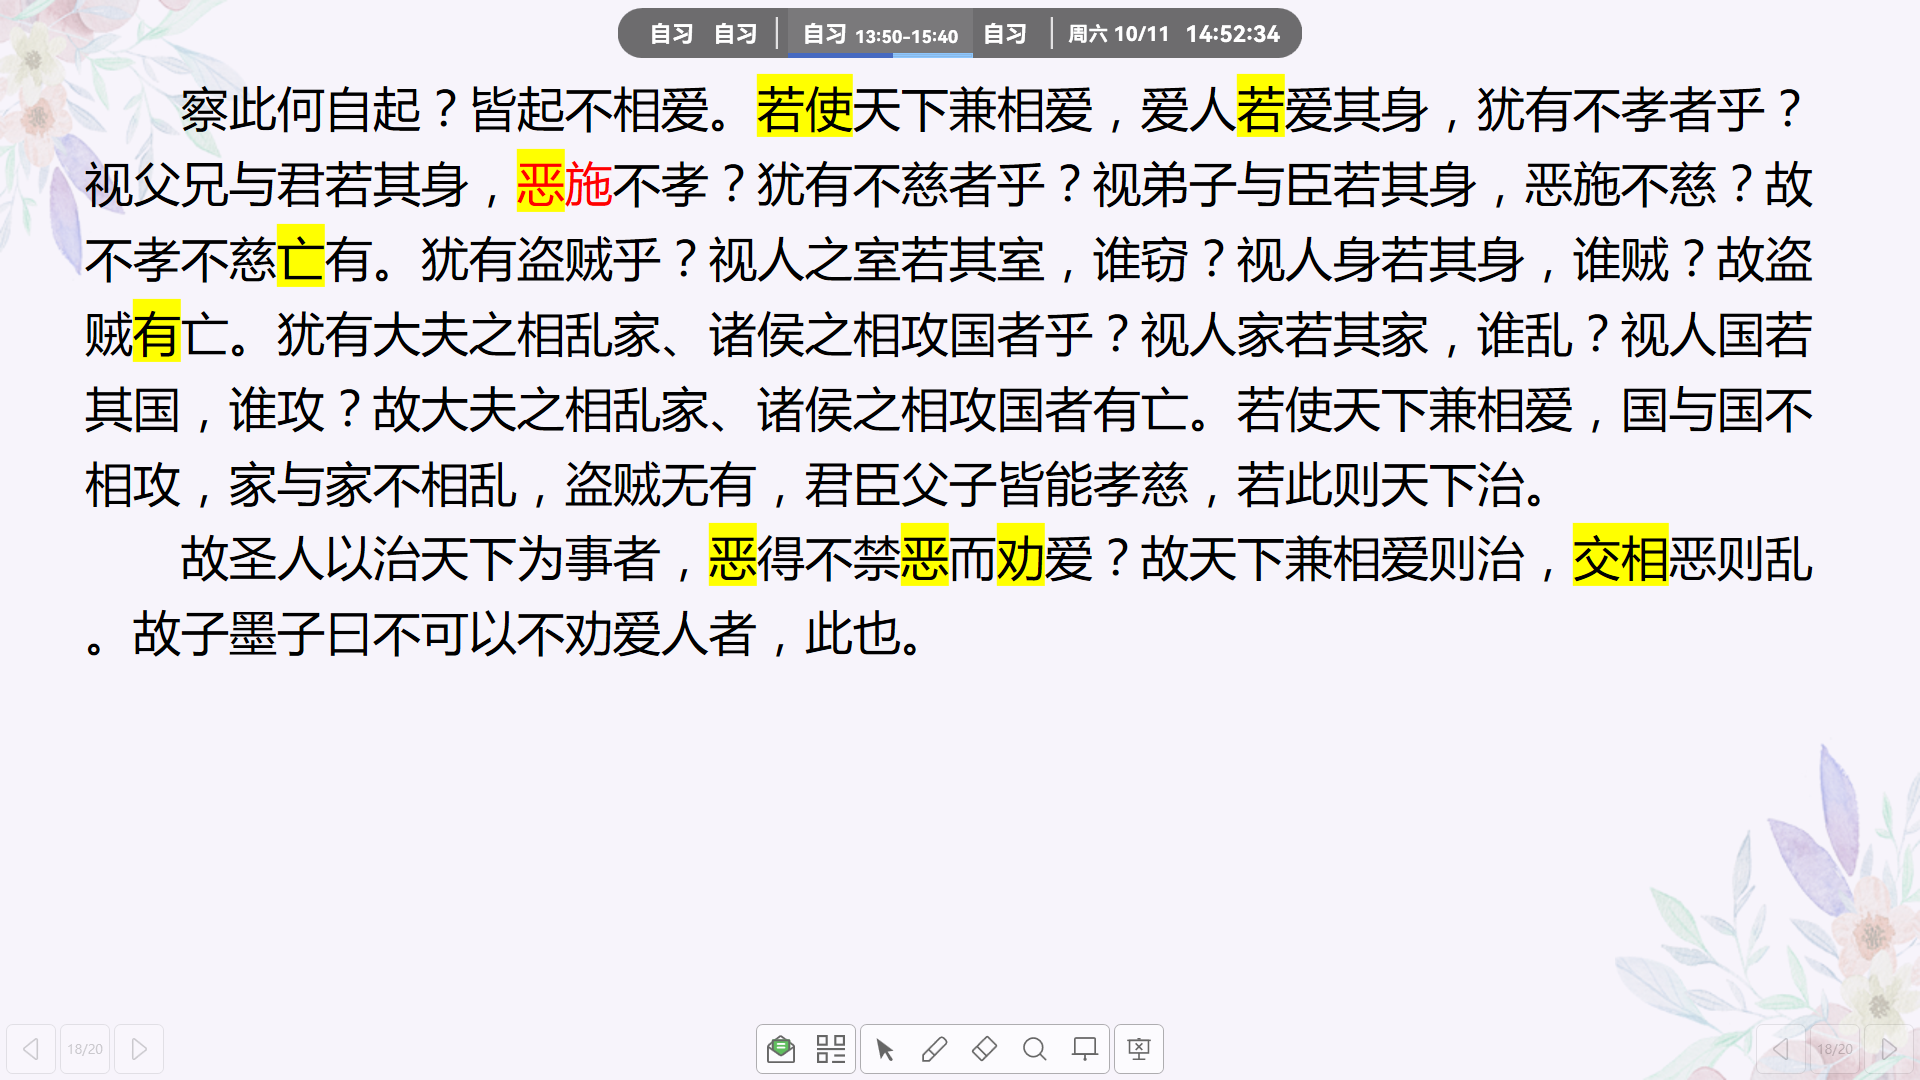 自习 自习 自习 13:50-15:40 自习 周六 10/11 14:52:34
察此何自起？皆起不相爱。若使天下兼相爱，爱人若爱其身，犹有不孝者乎？
视父兄与君若其身，恶施不孝？犹有不慈者乎？视弟子与臣若其身，恶施不慈？故
不孝不慈亡有。犹有盗贼乎？视人之室若其室，谁窃？视人身若其身，谁贼？故盗
贼有亡。犹有大夫之相乱家、诸侯之相攻国者乎？视人家若其家，谁乱？视人国若
其国，谁攻？故大夫之相乱家、诸侯之相攻国者有亡。若使天下兼相爱，国与国不
相攻，家与家不相乱，盗贼无有，君臣父子皆能孝慈，若此则天下治。
故圣人以治天下为事者，恶得不禁恶而劝爱？故天下兼相爱则治，交相恶则乱
。故子墨子曰不可以不劝爱人者，此也。
18/20
18/20